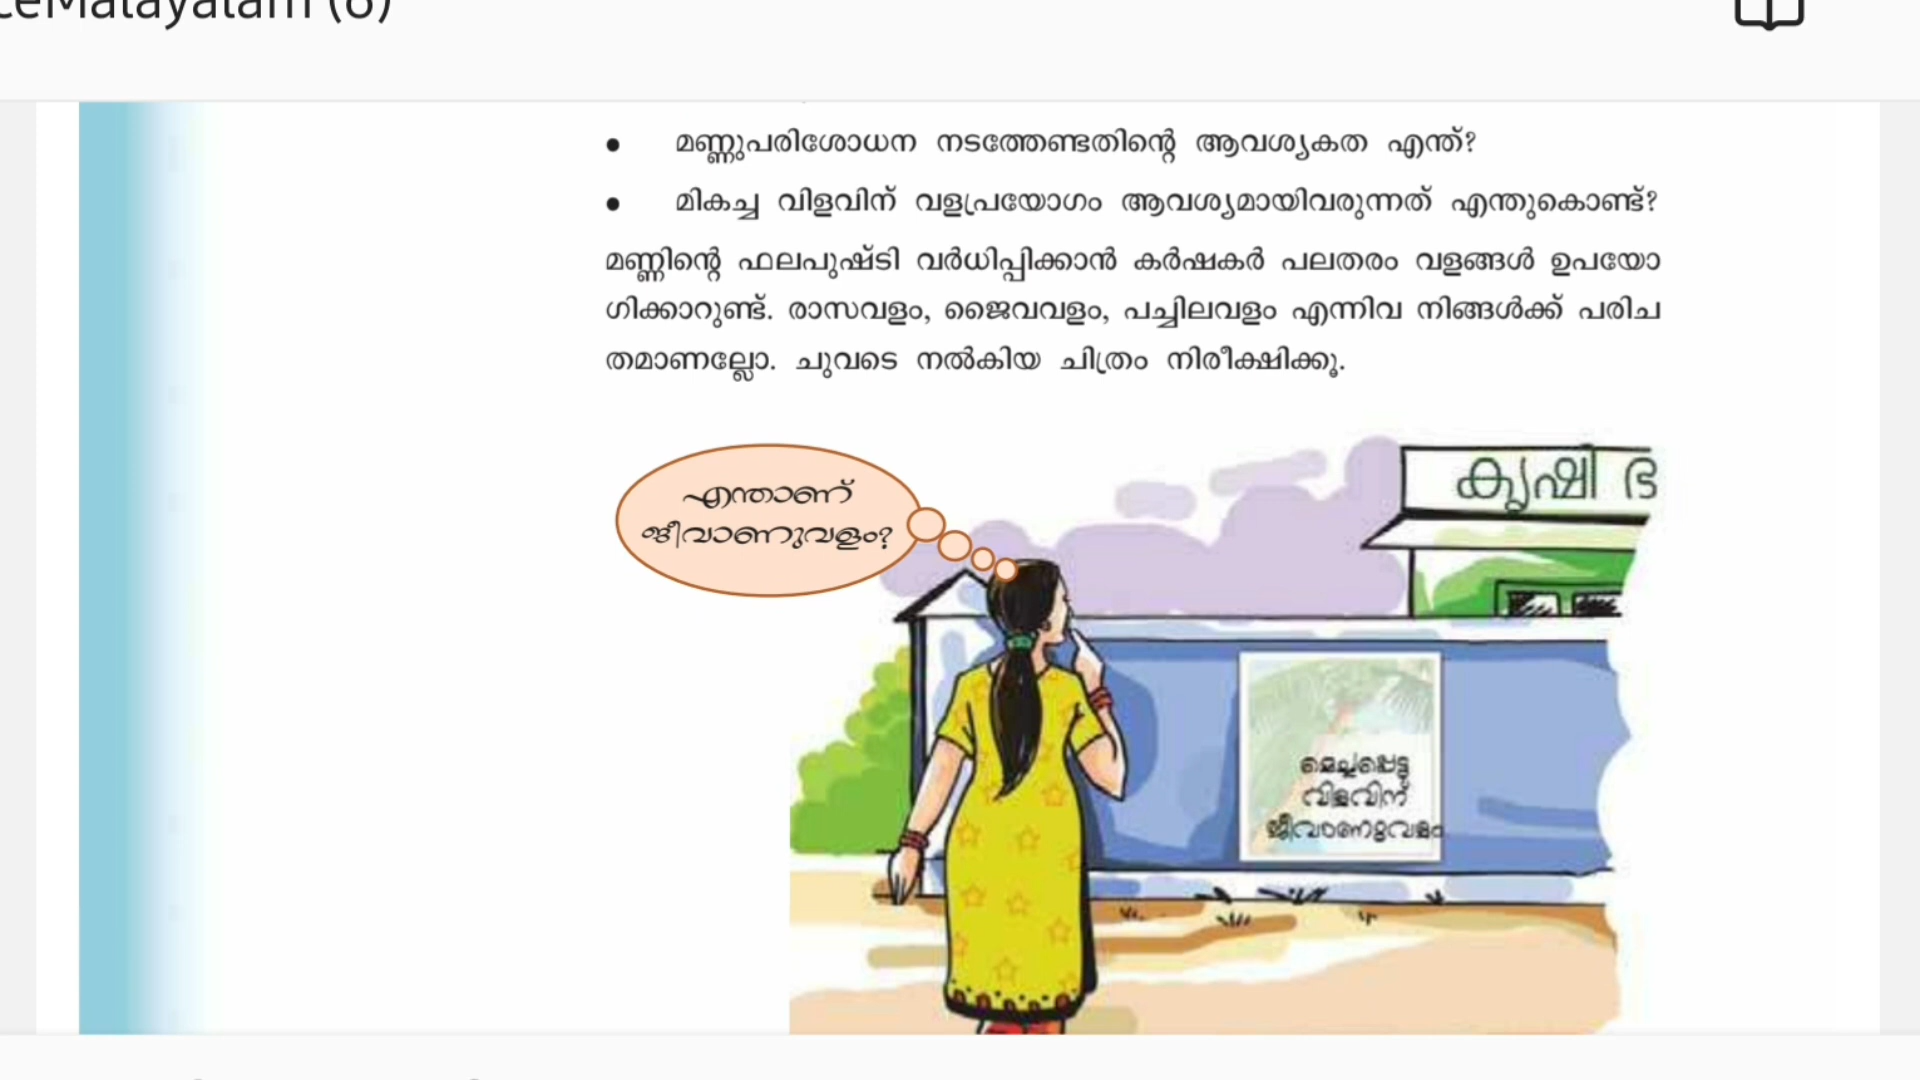 ceMalayalam (6)
മണ്ണുപരിശോധന നടത്തേണ്ടതിന്റെ ആവശ്യകത എന്ത്?
മികച്ച വിളവിന് വളപ്രയോഗം ആവശ്യമായിവരുന്നത് എന്തുകൊണ്ട്?
മണ്ണിന്റെ ഫലപുഷ്ടി വർധിപ്പിക്കാൻ കർഷകർ പലതരം വളങ്ങൾ ഉപയോ
ഗിക്കാറുണ്ട്. രാസവളം, ജൈവവളം, പച്ചിലവളം എന്നിവ നിങ്ങൾക്ക് പരിച
തമാണല്ലോ. ചുവടെ നൽകിയ ചിത്രം നിരീക്ഷിക്കൂ.
എന്താണ്
ജീവാണുവളം?
കൃഷി ഭ
മെച്ചപ്പെട്ട
വിളവിന്
ജീവാണുവളം